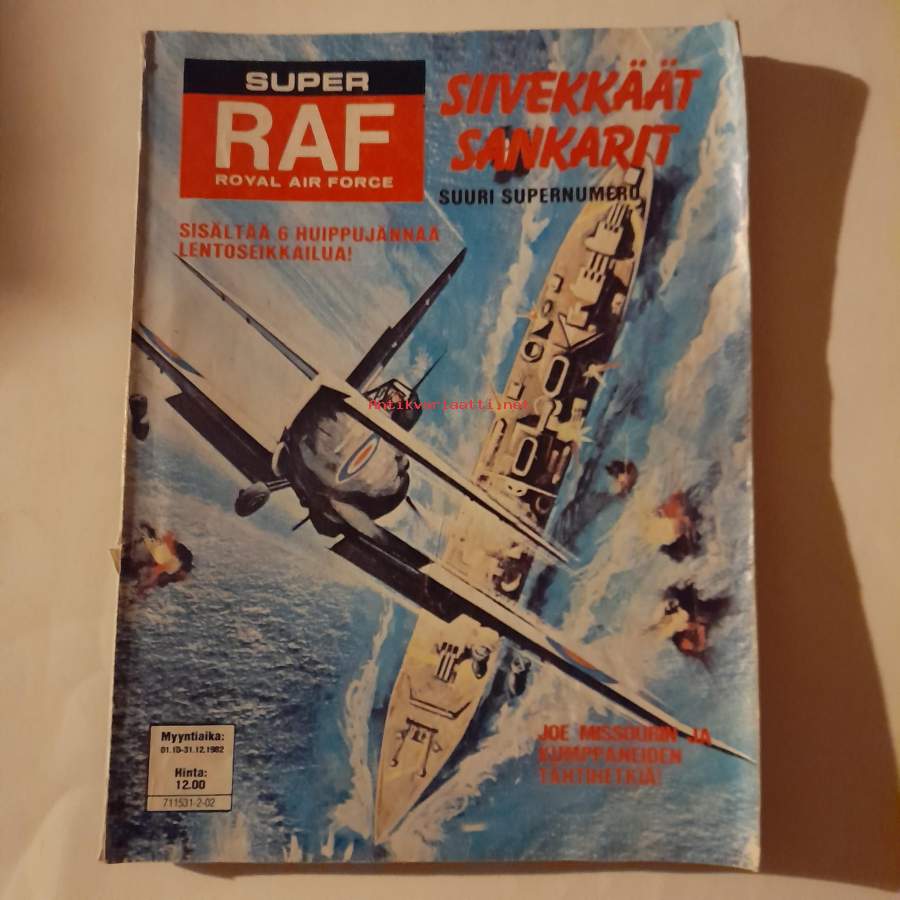 SUPER
RAF
ROYAL AIR FORCE
SIIVEKKÄÄT
SANKARIT
SUURI SUPERNUMERO
SISÄLTÄÄ 6 HUIPPUJÄNNÄÄ
LENTOSEIKKAILUA!
Antikvariaatti.net
JOE MISSOURIN JA
KUMPPANEIDEN
TÄHTIHETKIÄ!
Myyntiaika:
01.10-31.12.1982
Hinta:
12.00
711531-2-02